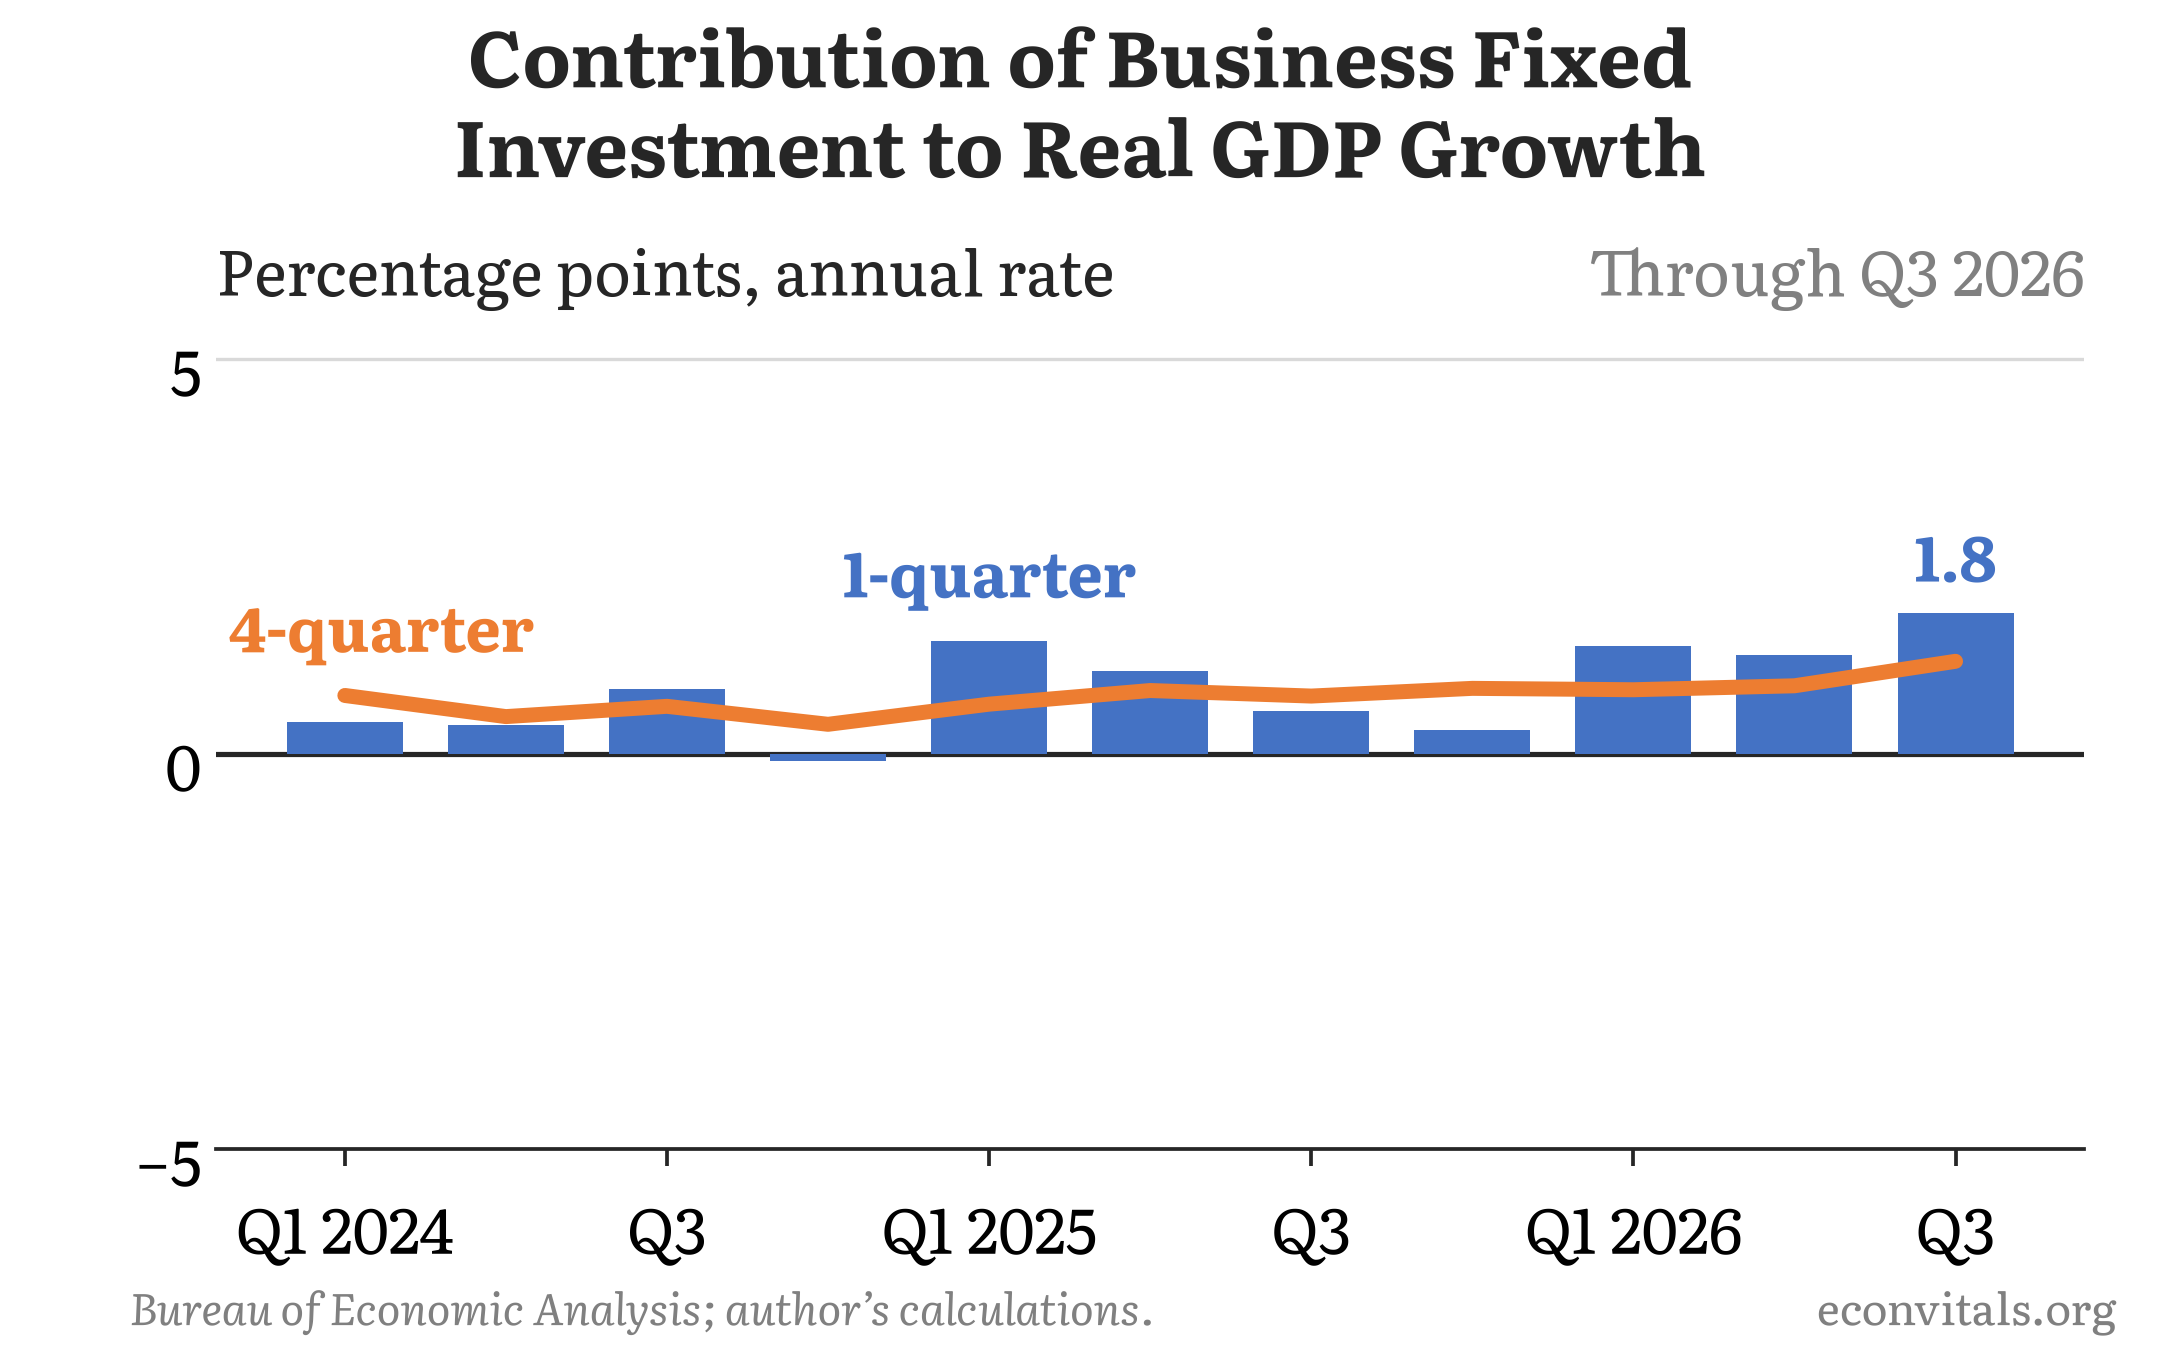 Contribution of Business Fixed
Investment to Real GDP Growth
Percentage points, annual rate
Through Q3 2026
5
1.8
1-quarter
4-quarter
0
−5
Q1 2024
Q3
Q1 2025
Q3
Q1 2026
Q3
Bureau of Economic Analysis; author’s calculations.
econvitals.org